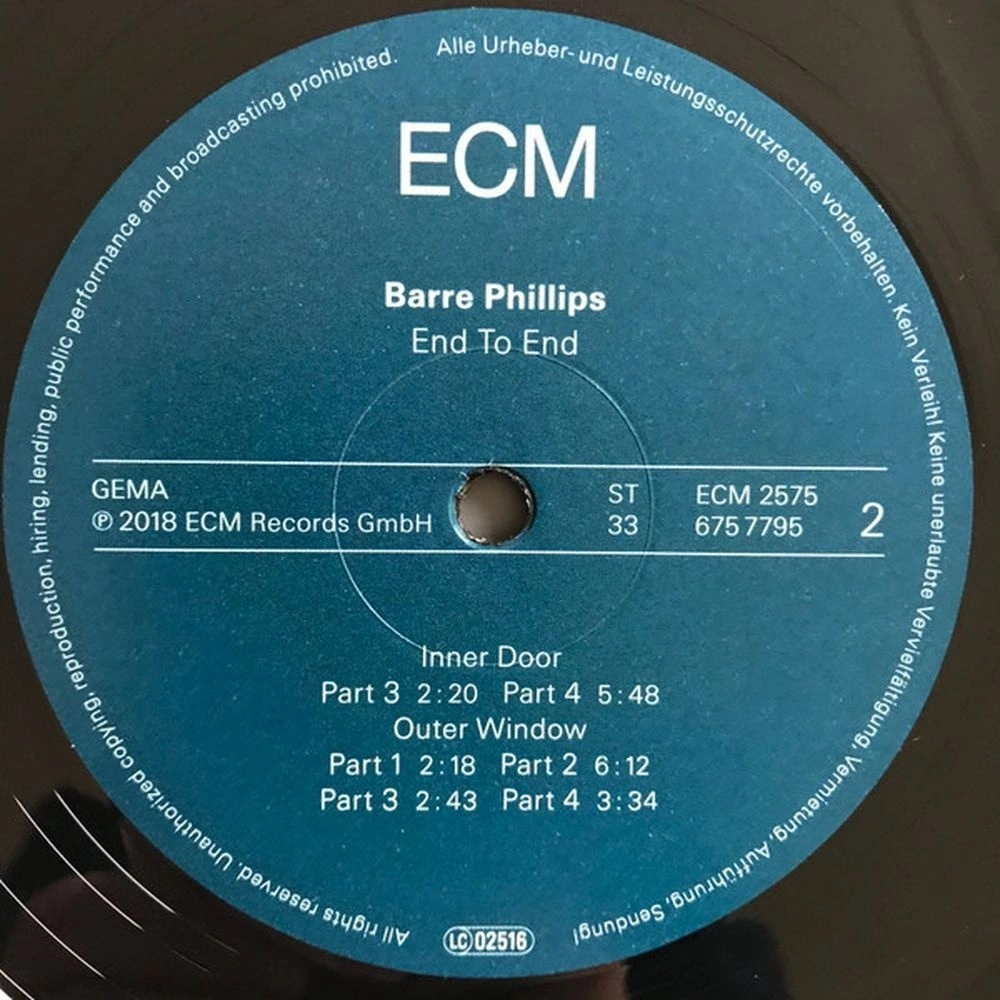 ECM
Barre Phillips
End To End
GEMA
℗ 2018 ECM Records GmbH
ST
33
ECM 2575
675 7795
2
Inner Door
Part 3 2:20 Part 4 5:48
Outer Window
Part 1 2:18 Part 2 6:12
Part 3 2:43 Part 4 3:34
Alle Urheber- und Leistungsschutzrechte vorbehalten. Kein Verleih! Keine unerlaubte Vervielfältigung, Vermietung, Aufführung, Sendung!
LC 02516
All rights reserved. Unauthorized copying, reproduction, hiring, lending, public performance and broadcasting prohibited.